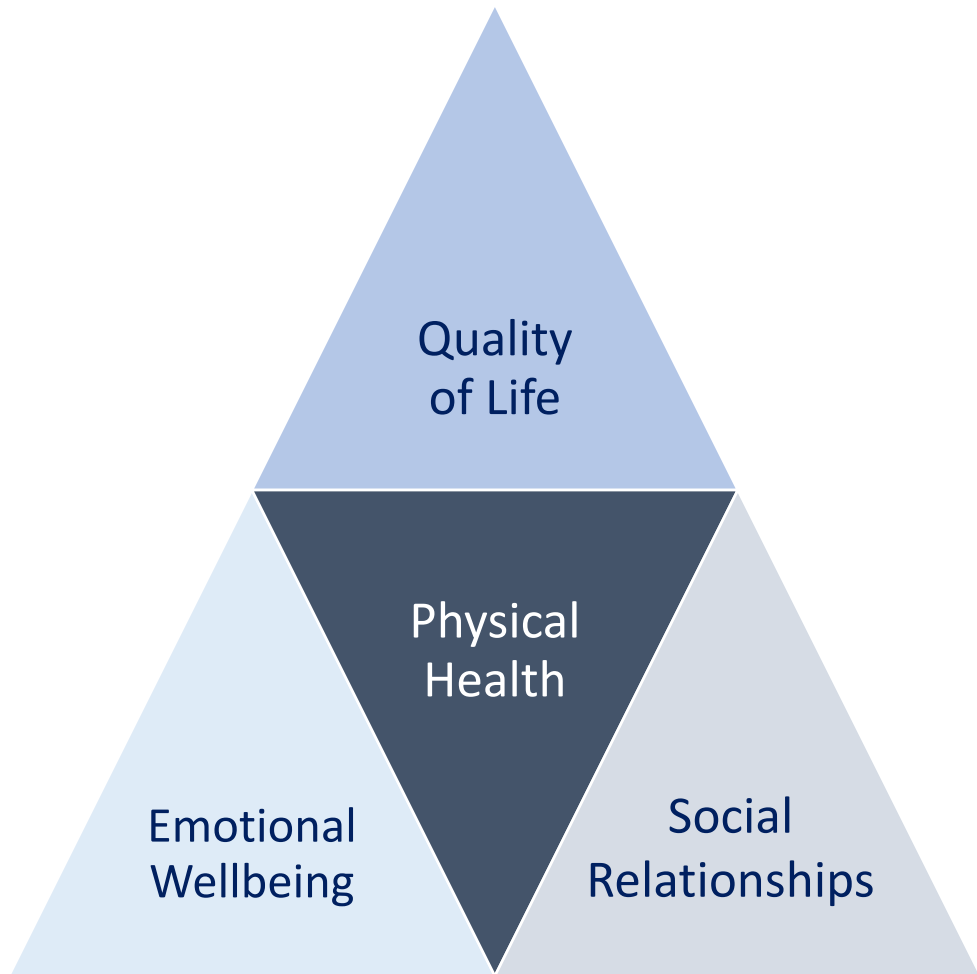 Quality
of Life
Physical
Health
Emotional
Wellbeing
Social
Relationships